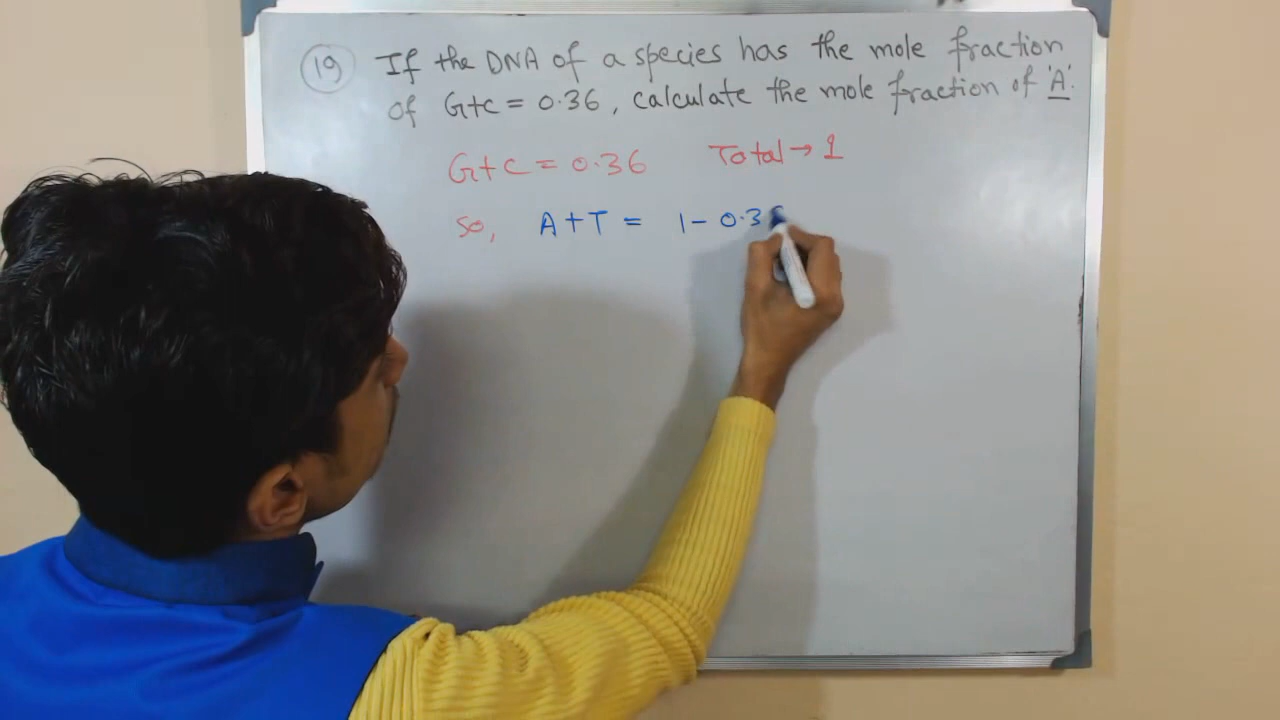 19 If the DNA of a species has the mole fraction
of G+C = 0.36, calculate the mole fraction of 'A'.
G+C = 0.36 Total → 1
So, A+T = 1 - 0.36